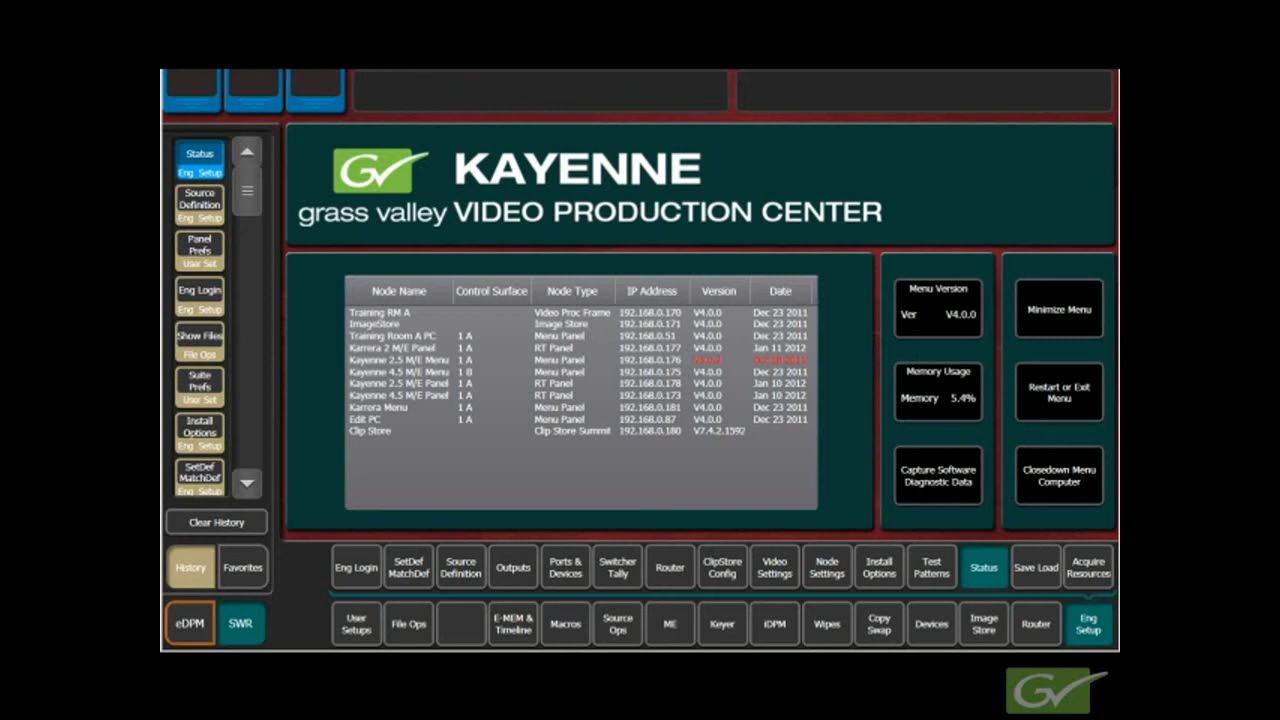 GV KAYENNE
grass valley VIDEO PRODUCTION CENTER
Status
Eng Setup
Source
Definition
Eng Setup
Panel
Prefs
User Set
Eng Login
Eng Setup
Show Files
File Ops
Suite
Prefs
User Set
Install
Options
Eng Setup
SetDef
MatchDef
Eng Setup
Clear History
History Favorites
eDPM SWR
Node Name Control Surface Node Type IP Address Version Date
Training RM A Video Proc Frame 192.168.0.170 V4.0.0 Dec 23 2011
ImageStore Image Store 192.168.0.171 V4.0.0 Dec 23 2011
Training Room A PC 1 A Menu Panel 192.168.0.51 V4.0.0 Dec 23 2011
Karrera 2 M/E Panel 1 A RT Panel 192.168.0.177 V4.0.0 Jan 11 2012
Kayenne 2.5 M/E Menu 1 A Menu Panel 192.168.0.176
Kayenne 4.5 M/E Menu 1 B Menu Panel 192.168.0.175 V4.0.0 Dec 23 2011
Kayenne 2.5 M/E Panel 1 A RT Panel 192.168.0.178 V4.0.0 Jan 10 2012
Kayenne 4.5 M/E Panel 1 A RT Panel 192.168.0.173 V4.0.0 Jan 10 2012
Karrera Menu 1 A Menu Panel 192.168.0.181 V4.0.0 Dec 23 2011
Edit PC 1 A Menu Panel 192.168.0.87 V4.0.0 Dec 23 2011
Clip Store Clip Store Summit 192.168.0.180 V7.4.2.1592
Menu Version
Ver V4.0.0
Memory Usage
Memory 5.4%
Capture Software
Diagnostic Data
Minimize Menu
Restart or Exit
Menu
Closedown Menu
Computer
Eng Login
SetDef
MatchDef
Source
Definition
Outputs
Ports &
Devices
Switcher
Tally
Router
ClipStore
Config
Video
Settings
Node
Settings
Install
Options
Test
Patterns
Status
Save Load
Acquire
Resources
User
Setups
File Ops
E-MEM &
Timeline
Macros
Source
Ops
ME
Keyer
iDPM
Wipes
Copy
Swap
Devices
Image
Store
Router
Eng
Setup
GV